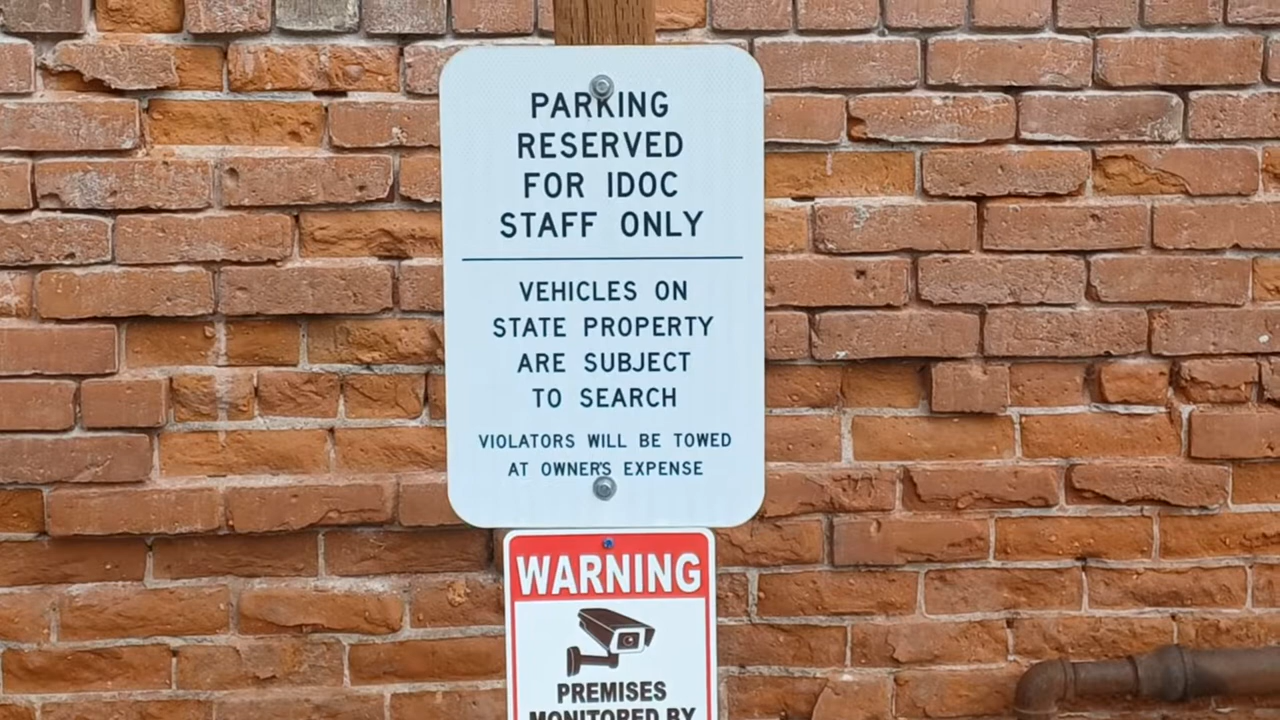 PARKING
RESERVED
FOR IDOC
STAFF ONLY
VEHICLES ON
STATE PROPERTY
ARE SUBJECT
TO SEARCH
VIOLATORS WILL BE TOWED
AT OWNER'S EXPENSE
WARNING
PREMISES
MONITORED BY